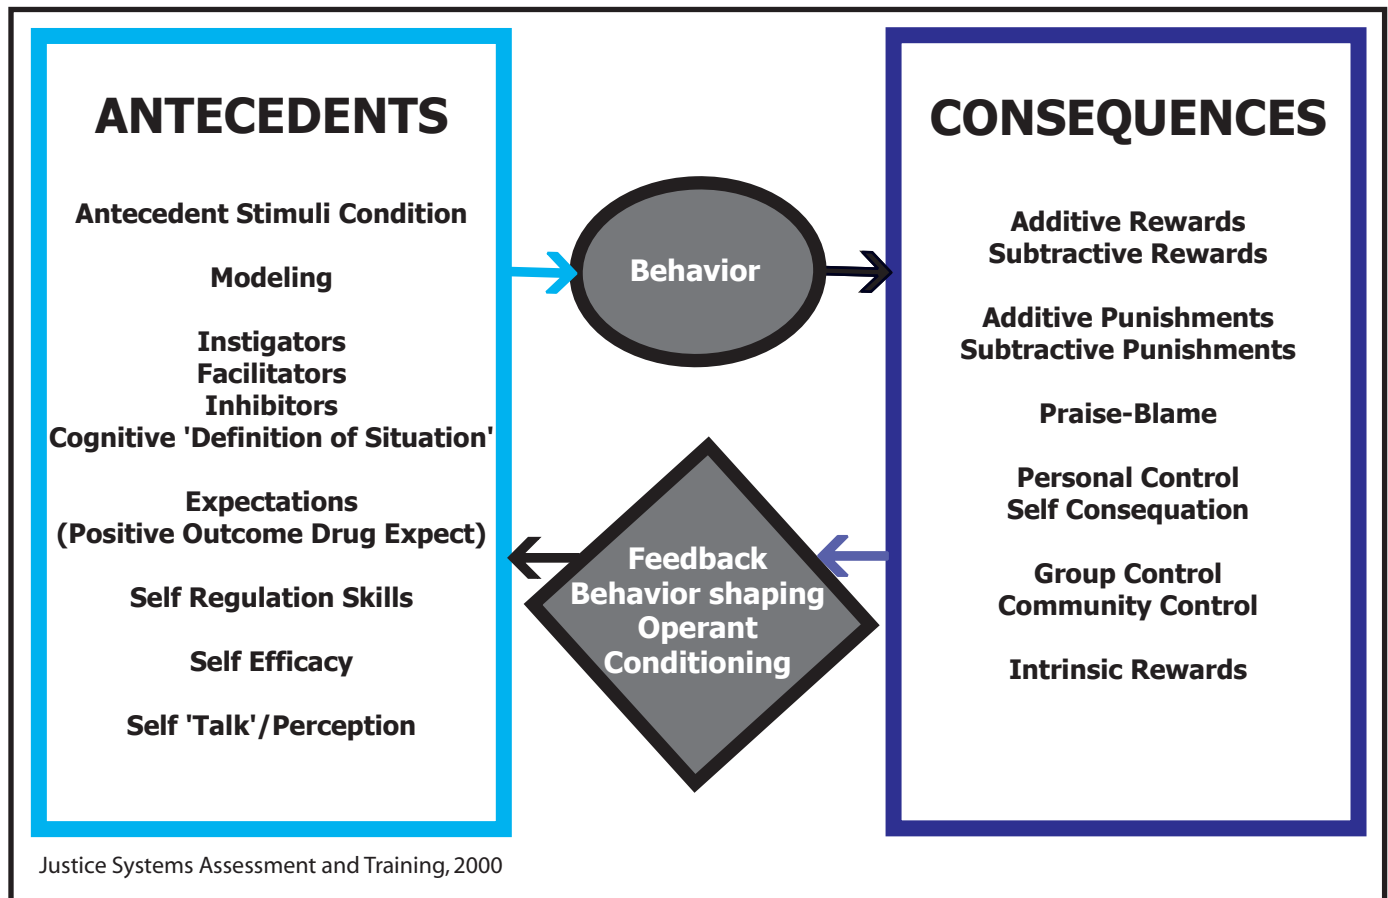 ANTECEDENTS
Antecedent Stimuli Condition
Modeling
Instigators
Facilitators
Inhibitors
Cognitive 'Definition of Situation'
Expectations
(Positive Outcome Drug Expect)
Self Regulation Skills
Self Efficacy
Self 'Talk'/Perception
Behavior
Feedback
Behavior shaping
Operant
Conditioning
CONSEQUENCES
Additive Rewards
Subtractive Rewards
Additive Punishments
Subtractive Punishments
Praise-Blame
Personal Control
Self Consequation
Group Control
Community Control
Intrinsic Rewards
Justice Systems Assessment and Training, 2000